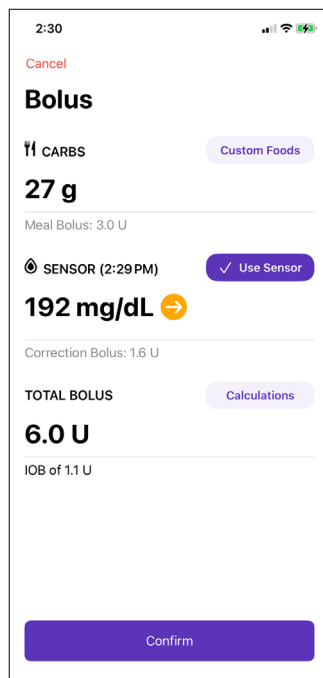 2:30
Cancel
Bolus
CARBS
Custom Foods
27 g
Meal Bolus: 3.0 U
SENSOR (2:29 PM)
Use Sensor
192 mg/dL
Correction Bolus: 1.6 U
TOTAL BOLUS
Calculations
6.0 U
IOB of 1.1 U
Confirm